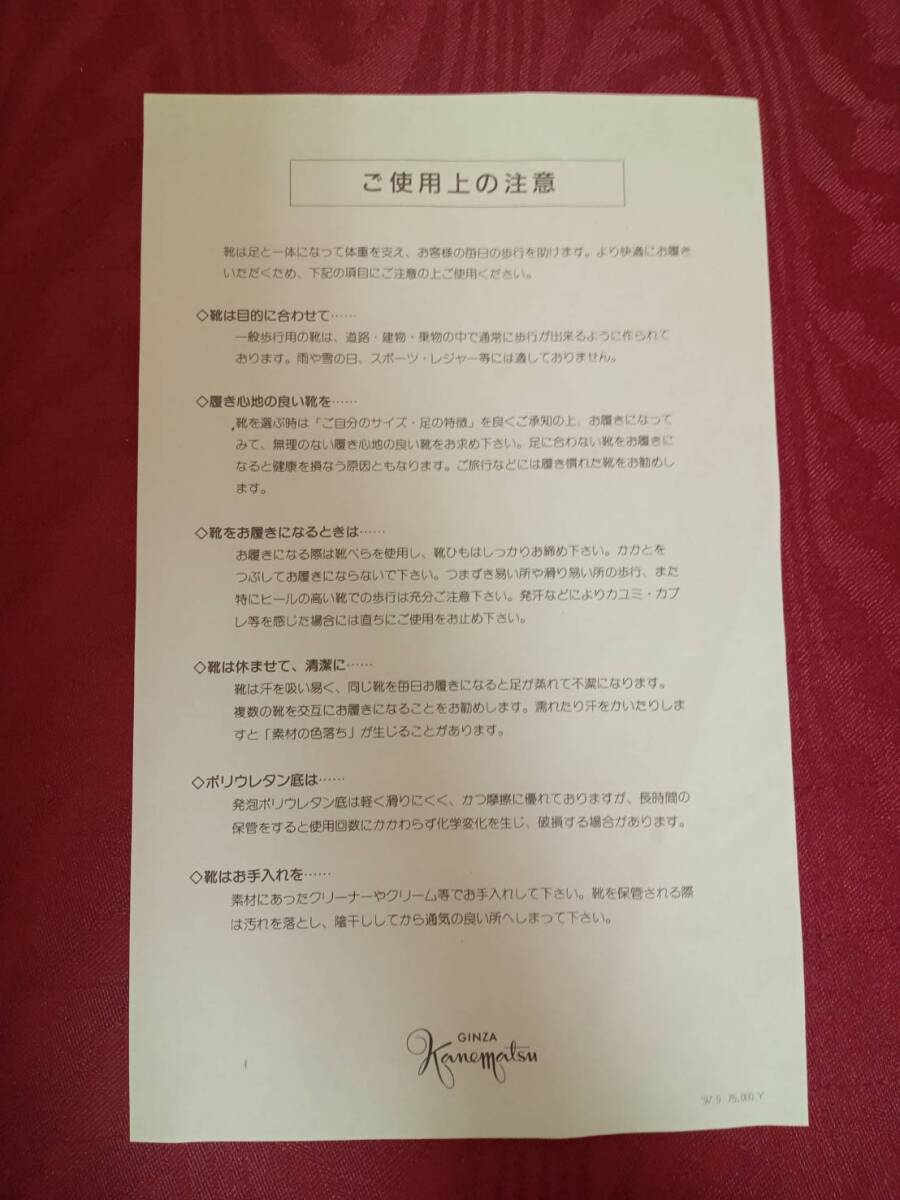 ご使用上の注意
靴は足と一体になって体重を支え、お客様の毎日の歩行を助けます。より快適にお履き
いただくため、下記の項目にご注意の上ご使用ください。
◇靴は目的に合わせて……
一般歩行用の靴は、道路・建物・乗物の中で通常に歩行が出来るように作られて
おります。雨や雪の日、スポーツ・レジャー等には適しておりません。
◇履き心地の良い靴を……
靴を選ぶ時は「ご自分のサイズ・足の特徴」を良くご承知の上、お履きになって
みて、無理のない履き心地の良い靴をお求め下さい。足に合わない靴をお履きに
なると健康を損なう原因ともなります。ご旅行などには履き慣れた靴をお勧めし
ます。
◇靴をお履きになるときは……
お履きになる際は靴べらを使用し、靴ひもはしっかりお締め下さい。かかとを
つぶしてお履きにならないで下さい。つまずき易い所や滑り易い所の歩行、また
特にヒールの高い靴での歩行は充分ご注意下さい。発汗などによりカユミ・カブ
レ等を感じた場合には直ちにご使用をお止め下さい。
◇靴は休ませて、清潔に……
靴は汗を吸い易く、同じ靴を毎日お履きになると足が蒸れて不潔になります。
複数の靴を交互にお履きになることをお勧めします。濡れたり汗をかいたりしま
すと「素材の色落ち」が生じることがあります。
◇ポリウレタン底は……
発泡ポリウレタン底は軽く滑りにくく、かつ摩擦に優れておりますが、長時間の
保管をすると使用回数にかかわらず化学変化を生じ、破損する場合があります。
◇靴はお手入れを……
素材にあったクリーナーやクリーム等でお手入れして下さい。靴を保管される際
は汚れを落とし、陰干ししてから通気の良い所へしまって下さい。
GINZA
Kanematsu
'97.9. 75,000.Y